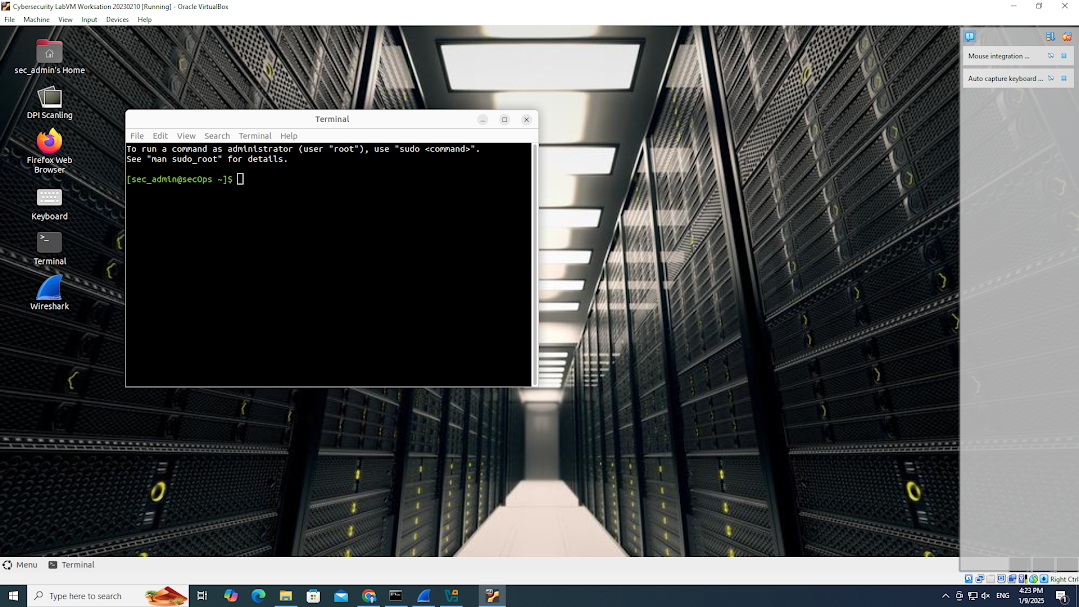 Cybersecurity LabVM Worksation 20230210 [Running] - Oracle VirtualBox
File Machine View Input Devices Help
sec_admin's Home
DPI Scanling
Firefox Web
Browser
Keyboard
Terminal
Wireshark
Terminal
File Edit View Search Terminal Help
To run a command as administrator (user "root"), use "sudo <command>".
See "man sudo_root" for details.
[sec_admin@secOps ~]$
Mouse integration ...
Auto capture keyboard ...
Menu Terminal
Right Ctrl
Type here to search
ENG
4:23 PM
1/9/2025
1